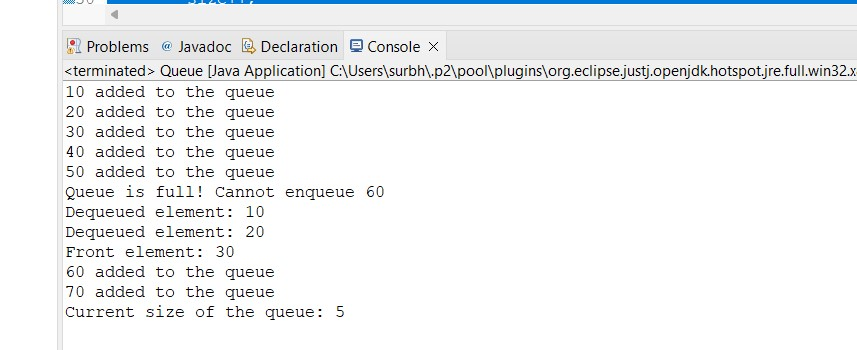 Problems @ Javadoc Declaration Console
<terminated> Queue [Java Application] C:\Users\surbh\.p2\pool\plugins\org.eclipse.justj.openjdk.hotspot.jre.full.win32.x
10 added to the queue
20 added to the queue
30 added to the queue
40 added to the queue
50 added to the queue
Queue is full! Cannot enqueue 60
Dequeued element: 10
Dequeued element: 20
Front element: 30
60 added to the queue
70 added to the queue
Current size of the queue: 5